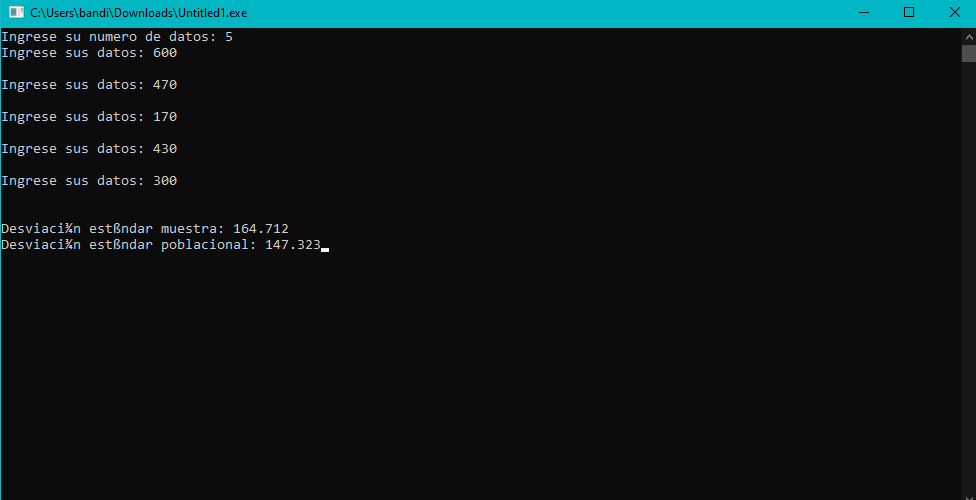 C:\Users\bandi\Downloads\Untitled1.exe
Ingrese su numero de datos: 5
Ingrese sus datos: 600
Ingrese sus datos: 470
Ingrese sus datos: 170
Ingrese sus datos: 430
Ingrese sus datos: 300
Desviaci¾n estßndar muestra: 164.712
Desviaci¾n estßndar poblacional: 147.323